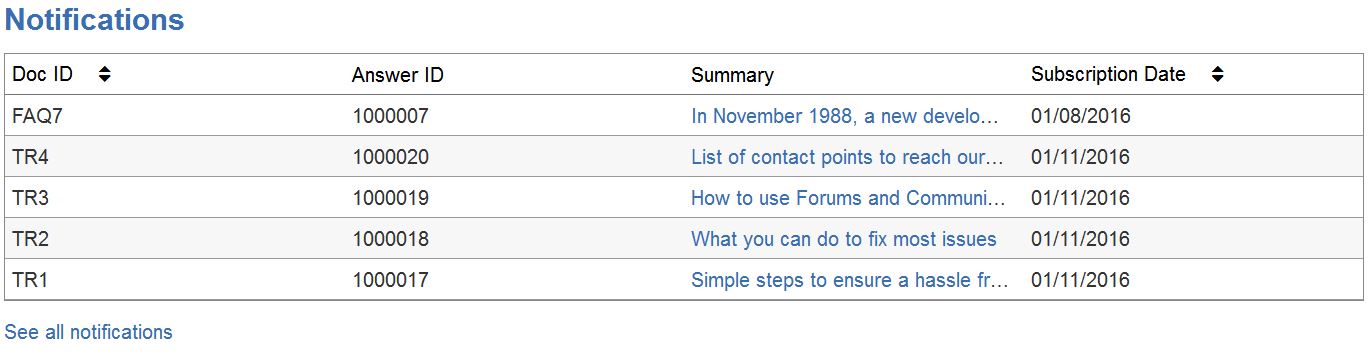 Notifications
Doc ID Answer ID Summary Subscription Date
FAQ7 1000007 In November 1988, a new develo... 01/08/2016
TR4 1000020 List of contact points to reach our... 01/11/2016
TR3 1000019 How to use Forums and Communi... 01/11/2016
TR2 1000018 What you can do to fix most issues 01/11/2016
TR1 1000017 Simple steps to ensure a hassle fr... 01/11/2016
See all notifications